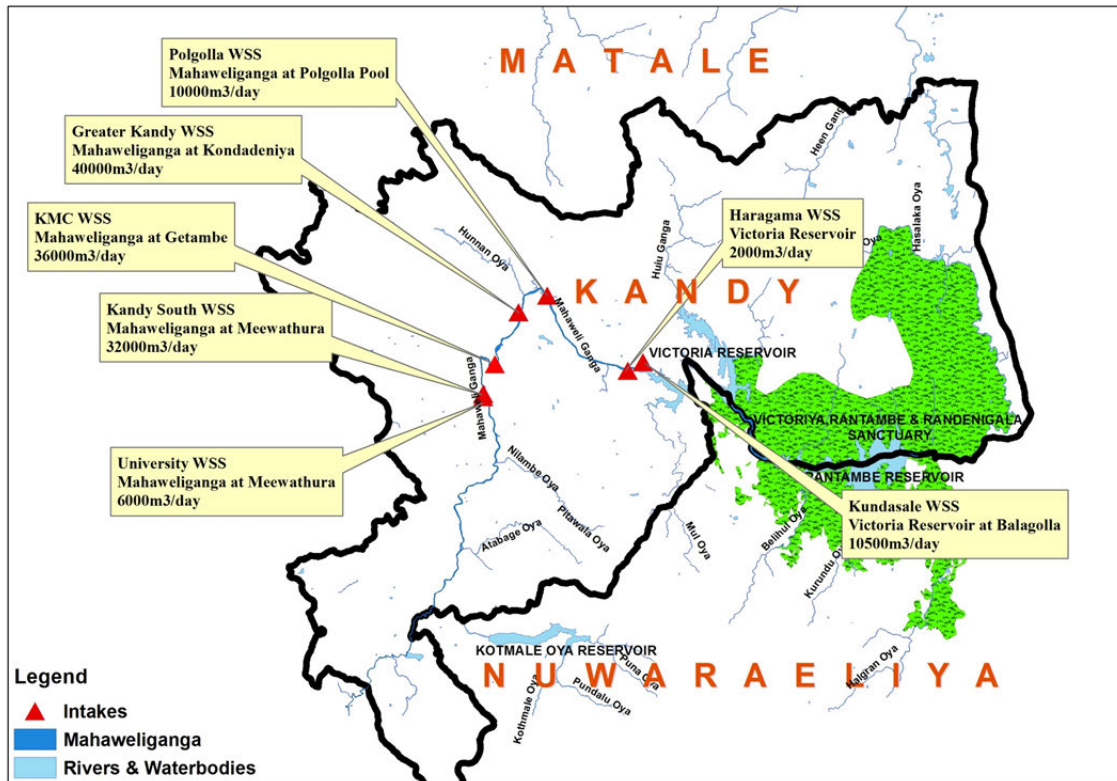 MATALE
Polgolla WSS
Mahaweliganga at Polgolla Pool
10000m3/day
Greater Kandy WSS
Mahaweliganga at Kondadeniya
40000m3/day
KMC WSS
Mahaweliganga at Getambe
36000m3/day
Kandy South WSS
Mahaweliganga at Meewathura
32000m3/day
University WSS
Mahaweliganga at Meewathura
6000m3/day
Haragama WSS
Victoria Reservoir
2000m3/day
Kundasale WSS
Victoria Reservoir at Balagolla
10500m3/day
Heen Gang
Hasalaka Oya
Oya
Hunnan Oya
Hulu Ganga
KANDY
Mahaweli Ganga
VICTORIA RESERVOIR
Mahaweli Ganga
VICTORIYA,RANTAMBE & RANDENIGALA
SANCTUARY
RANTAMBE RESERVOIR
Nilambe Oya
Pitawala Oya
Atabage Oya
Mul Oya
Belihul Oya
Kurundu O
KOTMALE OYA RESERVOIR
NUWARAELIYA
Puna Oya
Pundalu Oya
Kothmale Oya
Halgran Oya
Legend
Intakes
Mahaweliganga
Rivers & Waterbodies